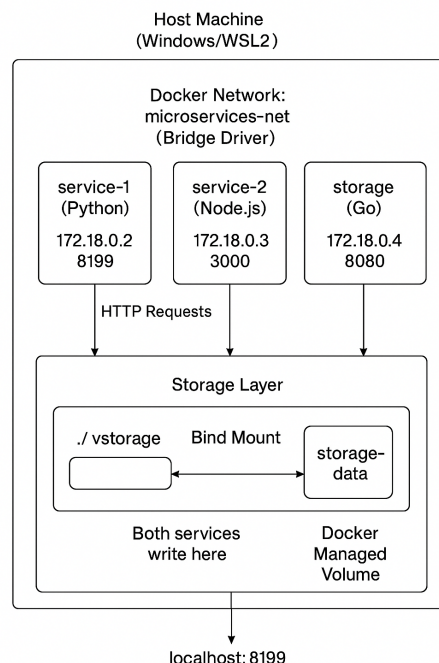 Host Machine
(Windows/WSL2)
Docker Network:
microservices-net
(Bridge Driver)
service-1
(Python)
172.18.0.2
8199
service-2
(Node.js)
172.18.0.3
3000
storage
(Go)
172.18.0.4
8080
HTTP Requests
Storage Layer
./ vstorage
Bind Mount
storage-
data
Both services
write here
Docker
Managed
Volume
localhost:8199